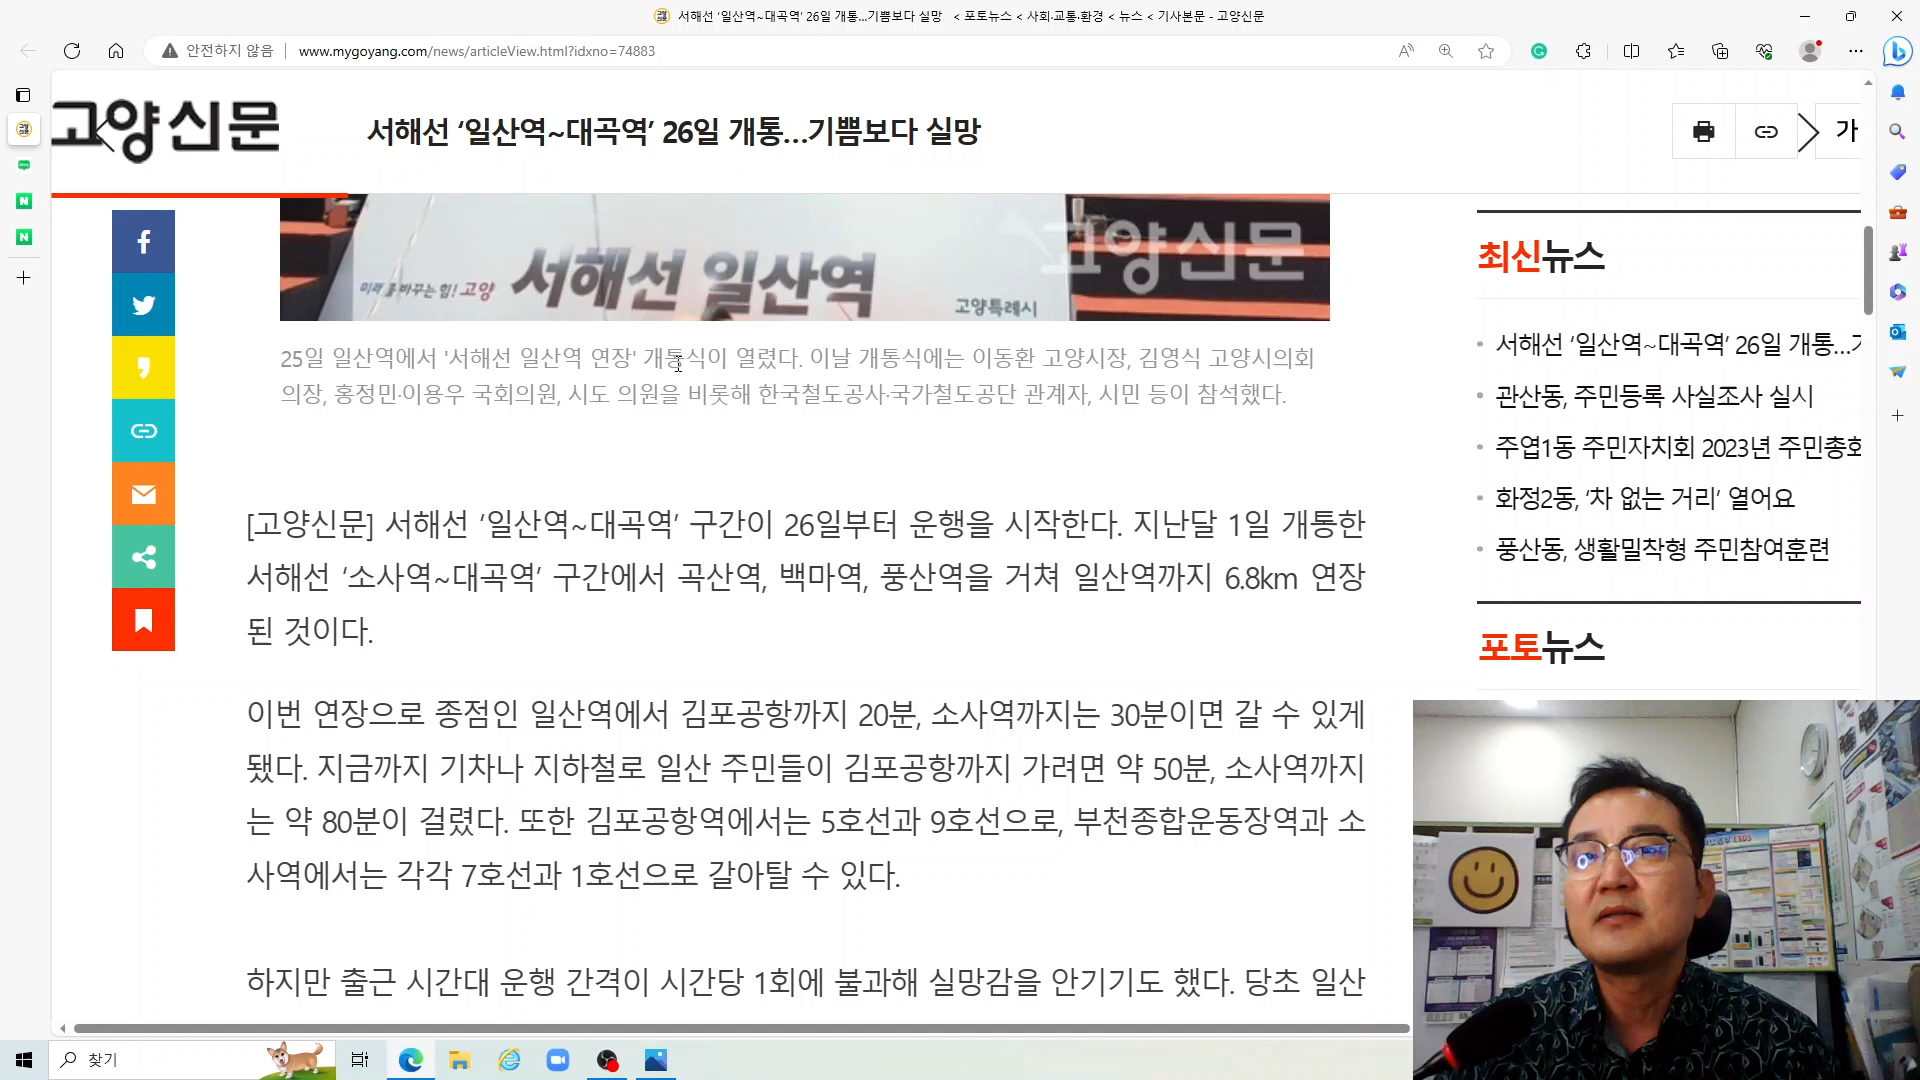 서해선 ‘일산역~대곡역’ 26일 개통...기쁨보다 실망 < 포토뉴스 < 사회·교통·환경 < 뉴스 < 기사본문 - 고양신문
안전하지 않음 www.mygoyang.com/news/articleView.html?idxno=74883
고양신문
서해선 ‘일산역~대곡역’ 26일 개통...기쁨보다 실망
가
고양신문
서해선 일산역
고양특례시
25일 일산역에서 '서해선 일산역 연장' 개통식이 열렸다. 이날 개통식에는 이동환 고양시장, 김영식 고양시의회
의장, 홍정민·이용우 국회의원, 시도 의원을 비롯해 한국철도공사·국가철도공단 관계자, 시민 등이 참석했다.
[고양신문] 서해선 ‘일산역~대곡역’ 구간이 26일부터 운행을 시작한다. 지난달 1일 개통한
서해선 ‘소사역~대곡역’ 구간에서 곡산역, 백마역, 풍산역을 거쳐 일산역까지 6.8km 연장
된 것이다.
이번 연장으로 종점인 일산역에서 김포공항까지 20분, 소사역까지는 30분이면 갈 수 있게
됐다. 지금까지 기차나 지하철로 일산 주민들이 김포공항까지 가려면 약 50분, 소사역까지
는 약 80분이 걸렸다. 또한 김포공항역에서는 5호선과 9호선으로, 부천종합운동장역과 소
사역에서는 각각 7호선과 1호선으로 갈아탈 수 있다.
하지만 출근 시간대 운행 간격이 시간당 1회에 불과해 실망감을 안기기도 했다. 당초 일산
최신뉴스
서해선 ‘일산역~대곡역’ 26일 개통...
관산동, 주민등록 사실조사 실시
주엽1동 주민자치회 2023년 주민총회
화정2동, ‘차 없는 거리’ 열어요
풍산동, 생활밀착형 주민참여훈련
포토뉴스
찾기